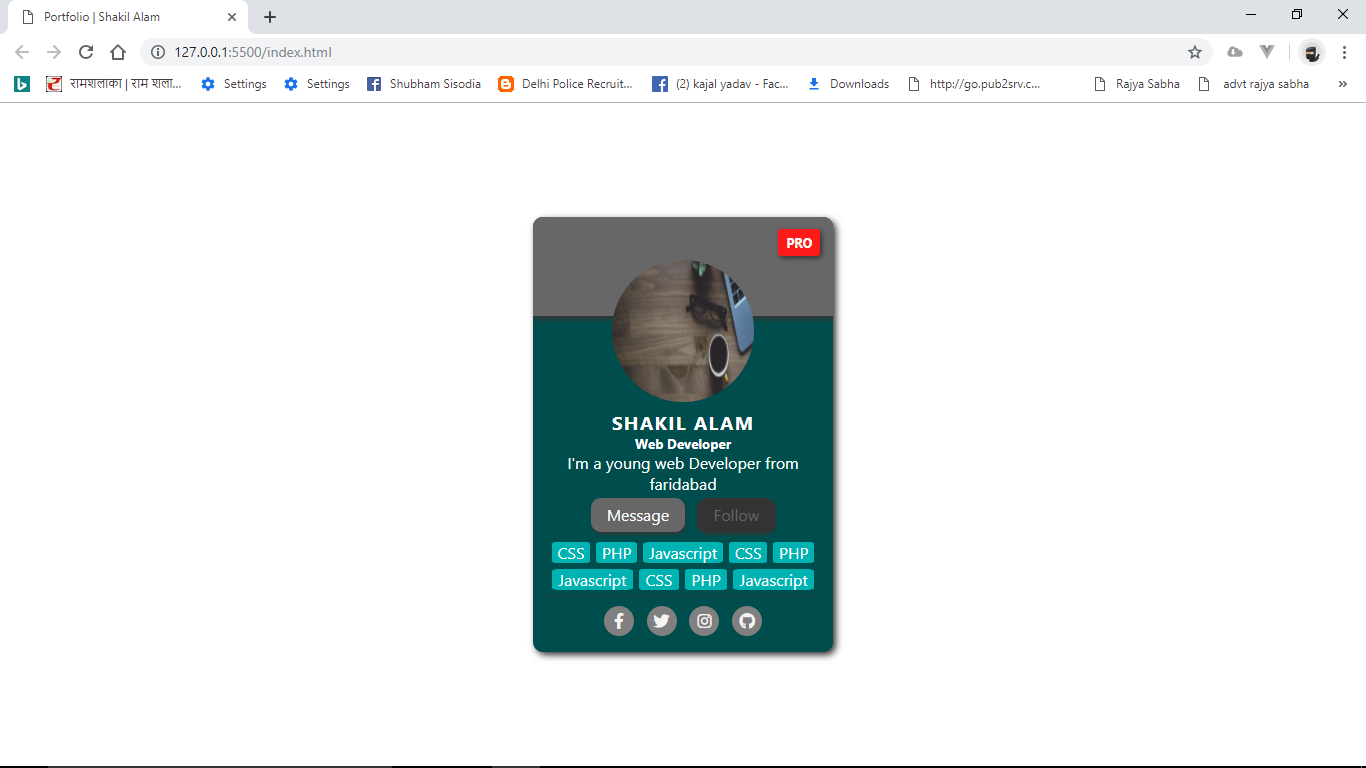 Portfolio | Shakil Alam
127.0.0.1:5500/index.html
रामशलाका | राम शला... Settings Settings Shubham Sisodia Delhi Police Recruit... (2) kajal yadav - Fac... Downloads http://go.pub2srv.c... Rajya Sabha advt rajya sabha »
PRO
SHAKIL ALAM
Web Developer
I'm a young web Developer from
faridabad
Message Follow
CSS PHP Javascript CSS PHP
Javascript CSS PHP Javascript